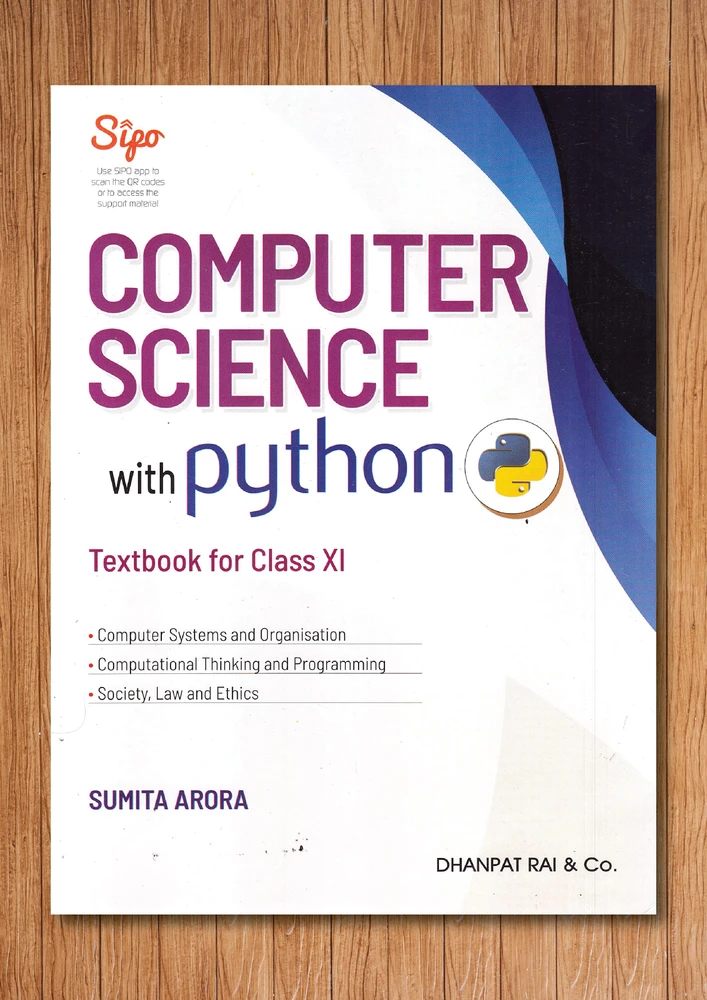 Sipo
Use SIPO app to
scan the QR codes
or to access the
support material
COMPUTER
SCIENCE
with python
Textbook for Class XI
• Computer Systems and Organisation
• Computational Thinking and Programming
• Society, Law and Ethics
SUMITA ARORA
DHANPAT RAI & Co.